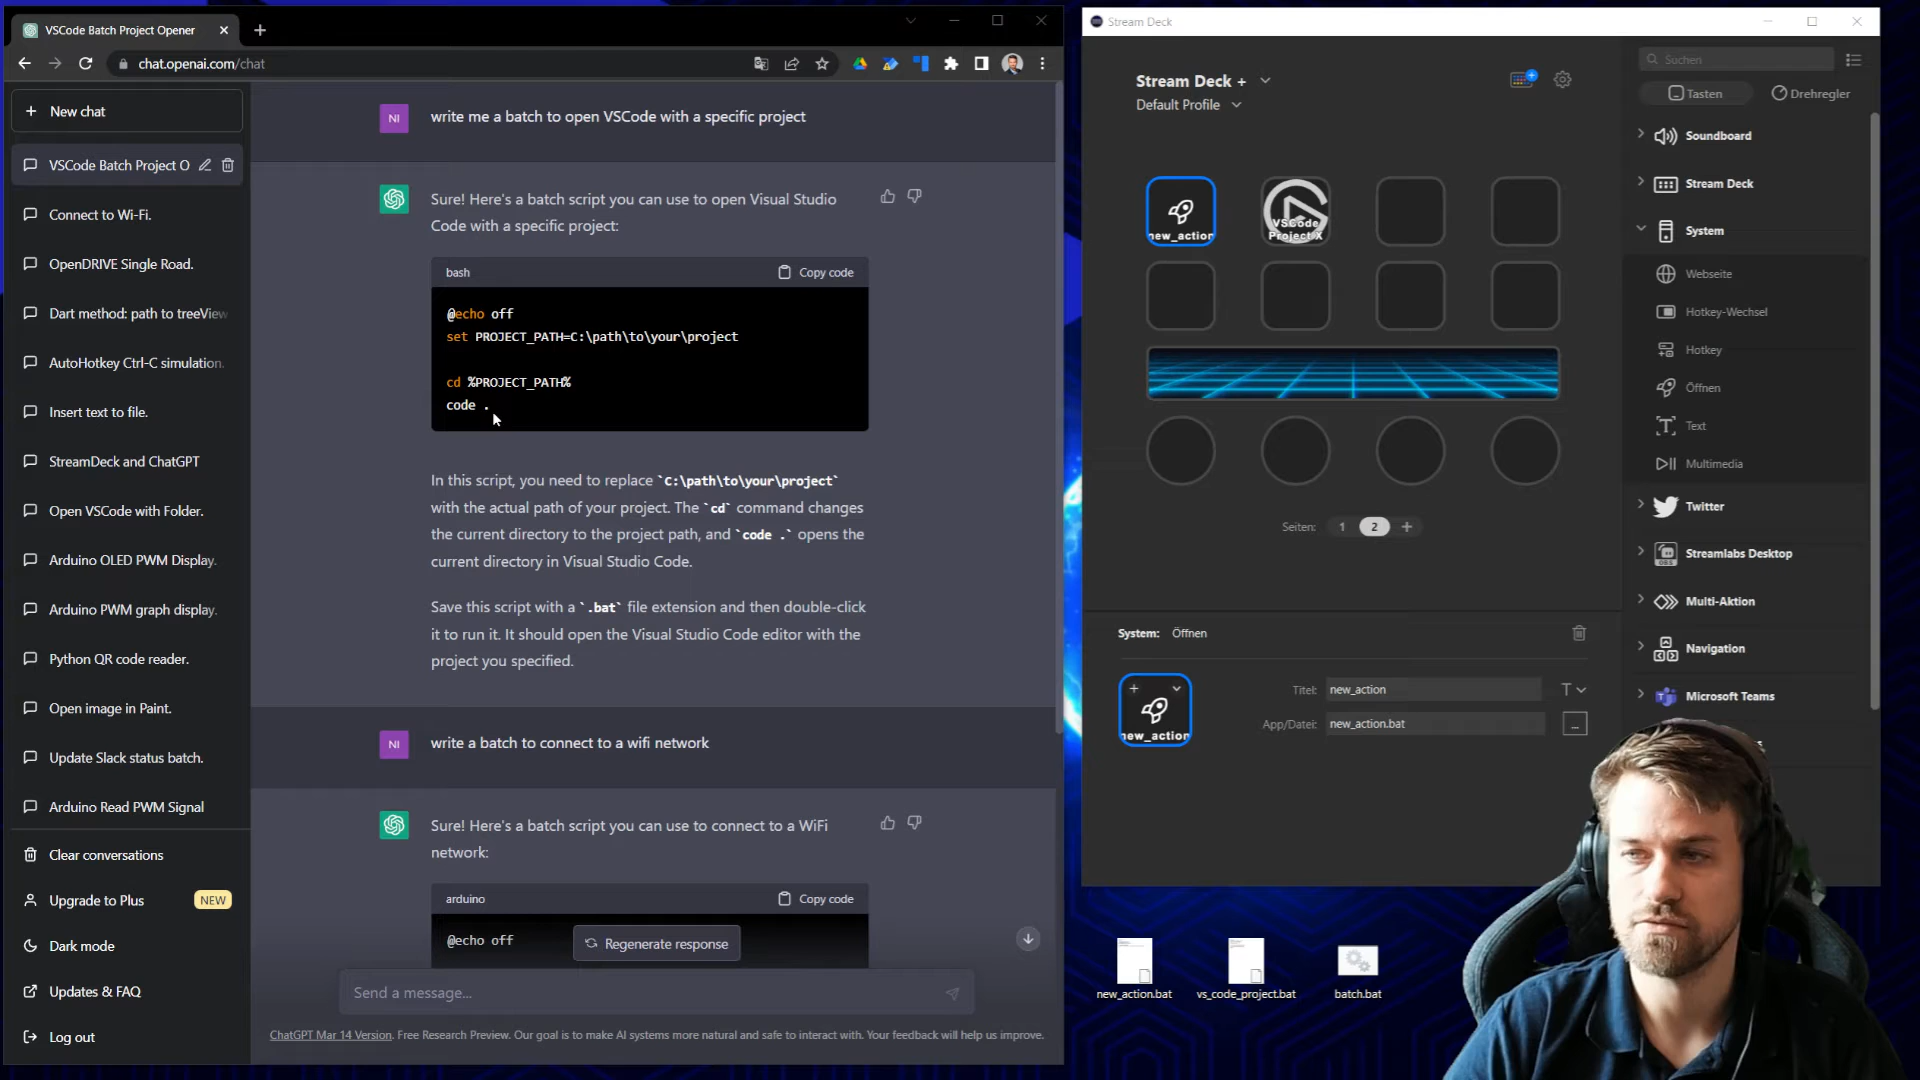 VSCode Batch Project Opener
chat.openai.com/chat
New chat
VSCode Batch Project O
Connect to Wi-Fi.
OpenDRIVE Single Road.
Dart method: path to treeView
AutoHotkey Ctrl-C simulation.
Insert text to file.
StreamDeck and ChatGPT
Open VSCode with Folder.
Arduino OLED PWM Display.
Arduino PWM graph display.
Python QR code reader.
Open image in Paint.
Update Slack status batch.
Arduino Read PWM Signal
Clear conversations
Upgrade to Plus NEW
Dark mode
Updates & FAQ
Log out
NI
write me a batch to open VSCode with a specific project
Sure! Here's a batch script you can use to open Visual Studio
Code with a specific project:
bash Copy code
@echo off
set PROJECT_PATH=C:\path\to\your\project
cd %PROJECT_PATH%
code .
In this script, you need to replace `C:\path\to\your\project`
with the actual path of your project. The `cd` command changes
the current directory to the project path, and `code .` opens the
current directory in Visual Studio Code.
Save this script with a `.bat` file extension and then double-click
it to run it. It should open the Visual Studio Code editor with the
project you specified.
NI
write a batch to connect to a wifi network
Sure! Here's a batch script you can use to connect to a WiFi
network:
arduino Copy code
@echo off
Regenerate response
Send a message...
ChatGPT Mar 14 Version. Free Research Preview. Our goal is to make AI systems more natural and safe to interact with. Your feedback will help us improve.
Stream Deck
Stream Deck +
Default Profile
new_action
VSCode
Project X
Seiten: 1 2 +
System: Öffnen
new_action
Titel: new_action
App/Datei: new_action.bat
Suchen
Tasten Drehregler
Soundboard
Stream Deck
System
Webseite
Hotkey-Wechsel
Hotkey
Öffnen
Text
Multimedia
Twitter
OBS
Streamlabs Desktop
Multi-Aktion
Navigation
Microsoft Teams
new_action.bat
vs_code_project.bat
batch.bat